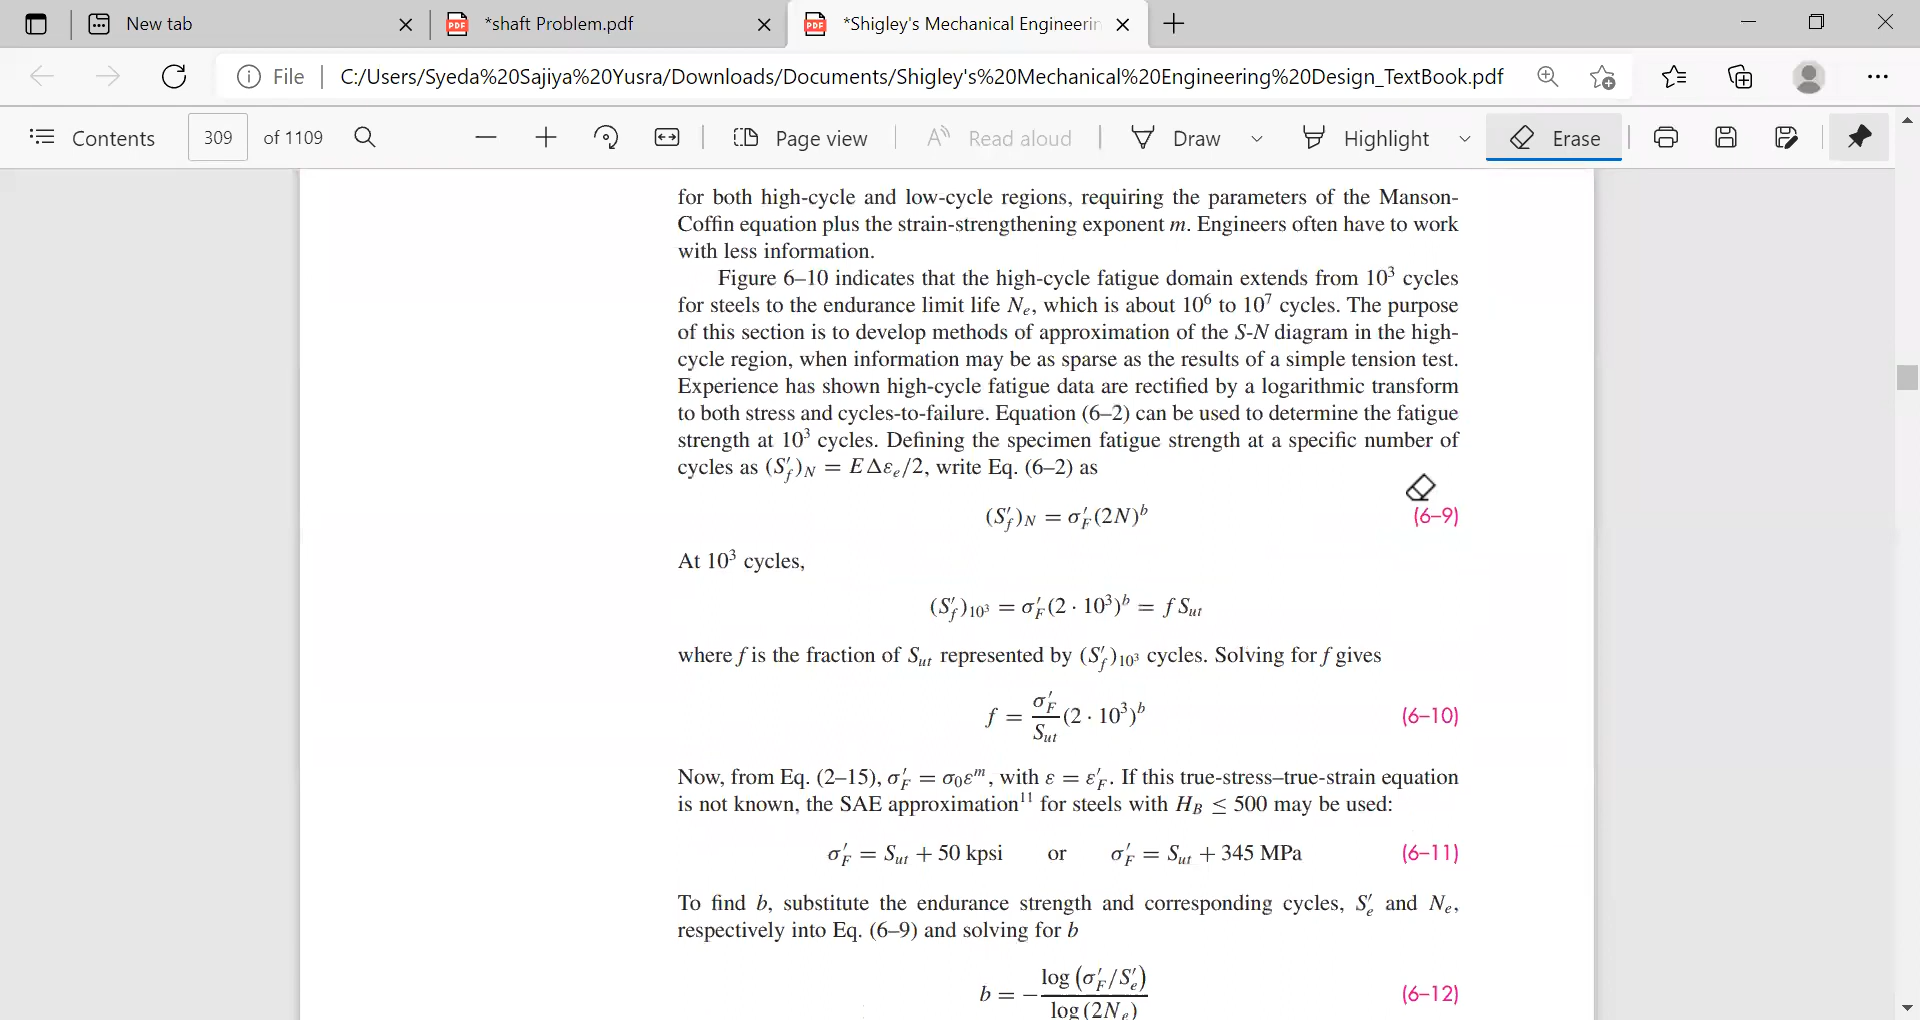 New tab
*shaft Problem.pdf
*Shigley's Mechanical Engineerin
File
C:/Users/Syeda%20Sajiya%20Yusra/Downloads/Documents/Shigley's%20Mechanical%20Engineering%20Design_TextBook.pdf
Contents 309 of 1109 Page view Read aloud Draw Highlight Erase
for both high-cycle and low-cycle regions, requiring the parameters of the Manson-
Coffin equation plus the strain-strengthening exponent m. Engineers often have to work
with less information.
Figure 6–10 indicates that the high-cycle fatigue domain extends from 10³ cycles
for steels to the endurance limit life Nₑ, which is about 10⁶ to 10⁷ cycles. The purpose
of this section is to develop methods of approximation of the S-N diagram in the high-
cycle region, when information may be as sparse as the results of a simple tension test.
Experience has shown high-cycle fatigue data are rectified by a logarithmic transform
to both stress and cycles-to-failure. Equation (6–2) can be used to determine the fatigue
strength at 10³ cycles. Defining the specimen fatigue strength at a specific number of
cycles as (S′f)N = E Δεe/2, write Eq. (6–2) as
(S′f)N = σ′F(2N)^b (6–9)
At 10³ cycles,
(S′f)10³ = σ′F(2 · 10³)^b = f Sut
where f is the fraction of Sut represented by (S′f)10³ cycles. Solving for f gives
f = σ′F/Sut (2 · 10³)^b (6–10)
Now, from Eq. (2–15), σ′F = σ0ε^m, with ε = ε′F. If this true-stress–true-strain equation
is not known, the SAE approximation¹¹ for steels with HB ≤ 500 may be used:
σ′F = Sut + 50 kpsi or σ′F = Sut + 345 MPa (6–11)
To find b, substitute the endurance strength and corresponding cycles, S′e and Ne,
respectively into Eq. (6–9) and solving for b
b = − log (σ′F/S′e) / log (2Ne) (6–12)